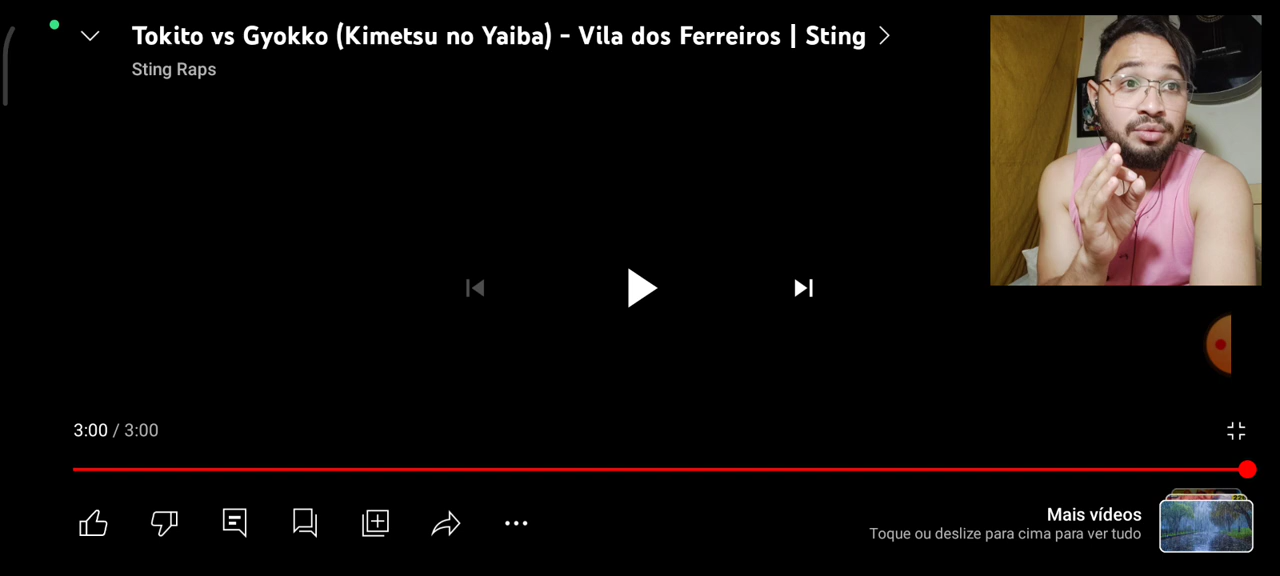 Tokito vs Gyokko (Kimetsu no Yaiba) - Vila dos Ferreiros | Sting
Sting Raps
3:00 / 3:00
Mais vídeos
Toque ou deslize para cima para ver tudo